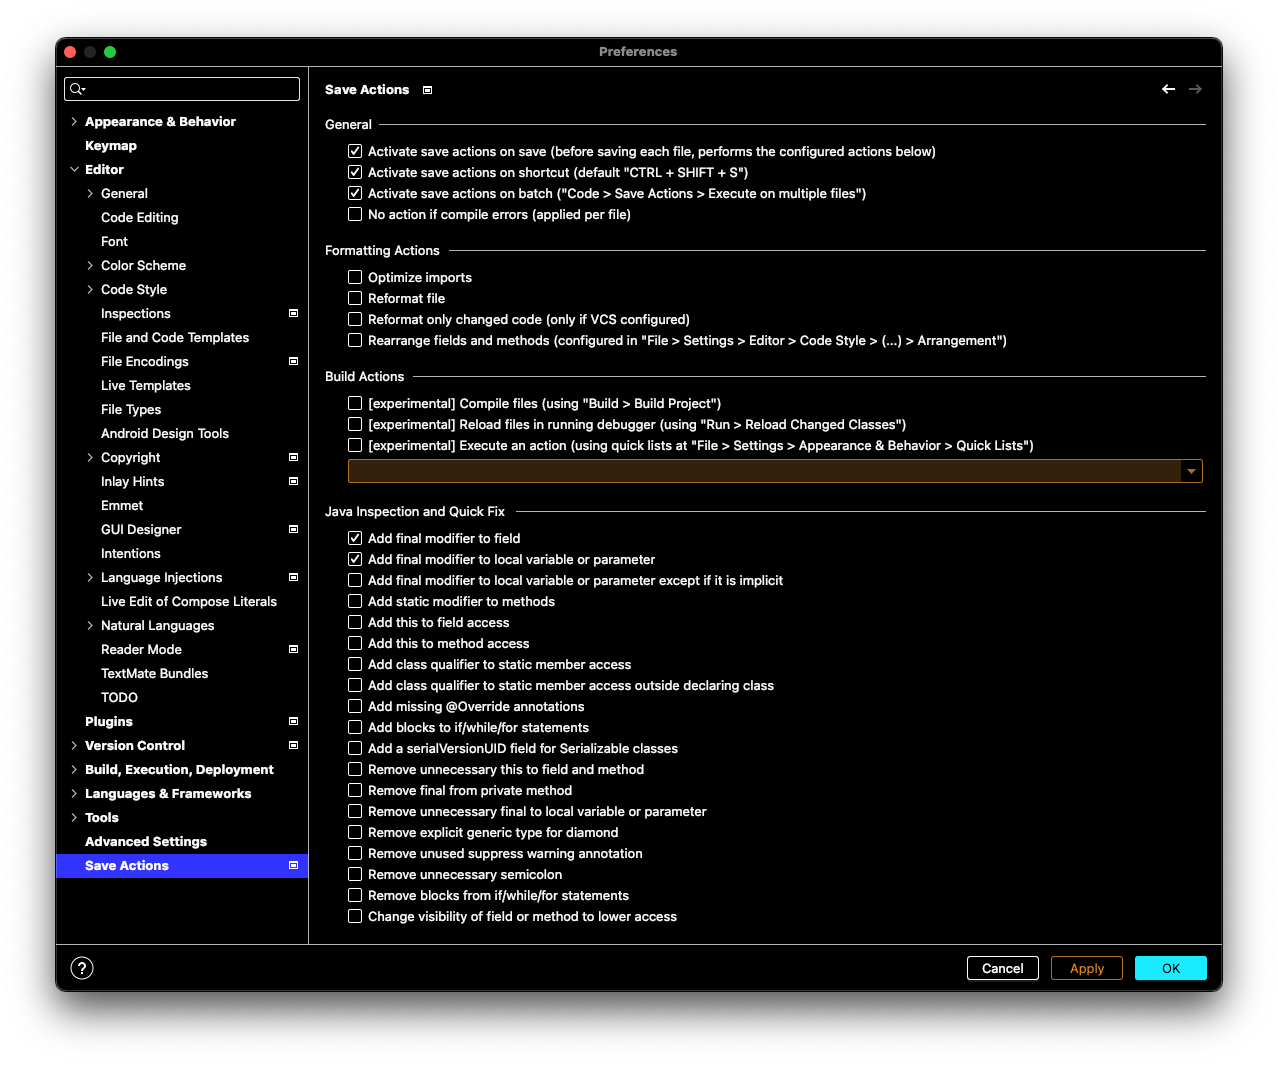 Preferences
Appearance & Behavior
Keymap
Editor
General
Code Editing
Font
Color Scheme
Code Style
Inspections
File and Code Templates
File Encodings
Live Templates
File Types
Android Design Tools
Copyright
Inlay Hints
Emmet
GUI Designer
Intentions
Language Injections
Live Edit of Compose Literals
Natural Languages
Reader Mode
TextMate Bundles
TODO
Plugins
Version Control
Build, Execution, Deployment
Languages & Frameworks
Tools
Advanced Settings
Save Actions
Save Actions
General
Activate save actions on save (before saving each file, performs the configured actions below)
Activate save actions on shortcut (default "CTRL + SHIFT + S")
Activate save actions on batch ("Code > Save Actions > Execute on multiple files")
No action if compile errors (applied per file)
Formatting Actions
Optimize imports
Reformat file
Reformat only changed code (only if VCS configured)
Rearrange fields and methods (configured in "File > Settings > Editor > Code Style > (...) > Arrangement")
Build Actions
[experimental] Compile files (using "Build > Build Project")
[experimental] Reload files in running debugger (using "Run > Reload Changed Classes")
[experimental] Execute an action (using quick lists at "File > Settings > Appearance & Behavior > Quick Lists")
Java Inspection and Quick Fix
Add final modifier to field
Add final modifier to local variable or parameter
Add final modifier to local variable or parameter except if it is implicit
Add static modifier to methods
Add this to field access
Add this to method access
Add class qualifier to static member access
Add class qualifier to static member access outside declaring class
Add missing @Override annotations
Add blocks to if/while/for statements
Add a serialVersionUID field for Serializable classes
Remove unnecessary this to field and method
Remove final from private method
Remove unnecessary final to local variable or parameter
Remove explicit generic type for diamond
Remove unused suppress warning annotation
Remove unnecessary semicolon
Remove blocks from if/while/for statements
Change visibility of field or method to lower access
?
Cancel
Apply
OK